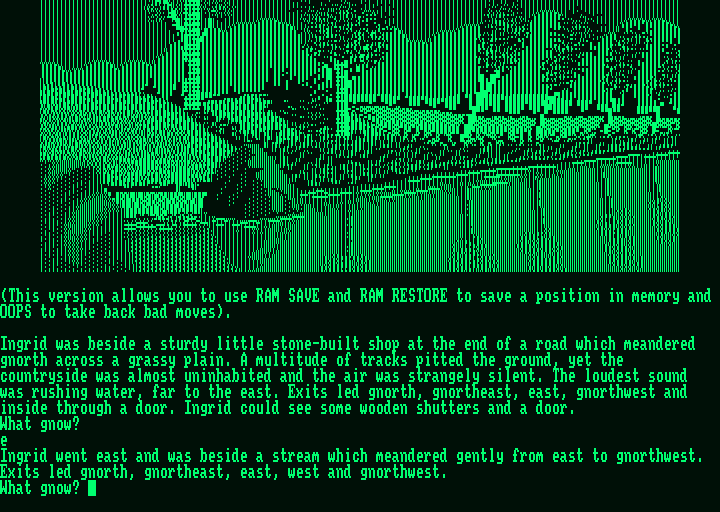 (This version allows you to use RAM SAVE and RAM RESTORE to save a position in memory and
OOPS to take back bad moves).
Ingrid was beside a sturdy little stone-built shop at the end of a road which meandered
gnorth across a grassy plain. A multitude of tracks pitted the ground, yet the
countryside was almost uninhabited and the air was strangely silent. The loudest sound
was rushing water, far to the east. Exits led gnorth, gnortheast, east, gnorthwest and
inside through a door. Ingrid could see some wooden shutters and a door.
What gnow?
e
Ingrid went east and was beside a stream which meandered gently from east to gnorthwest.
Exits led gnorth, gnortheast, east, west and gnorthwest.
What gnow?